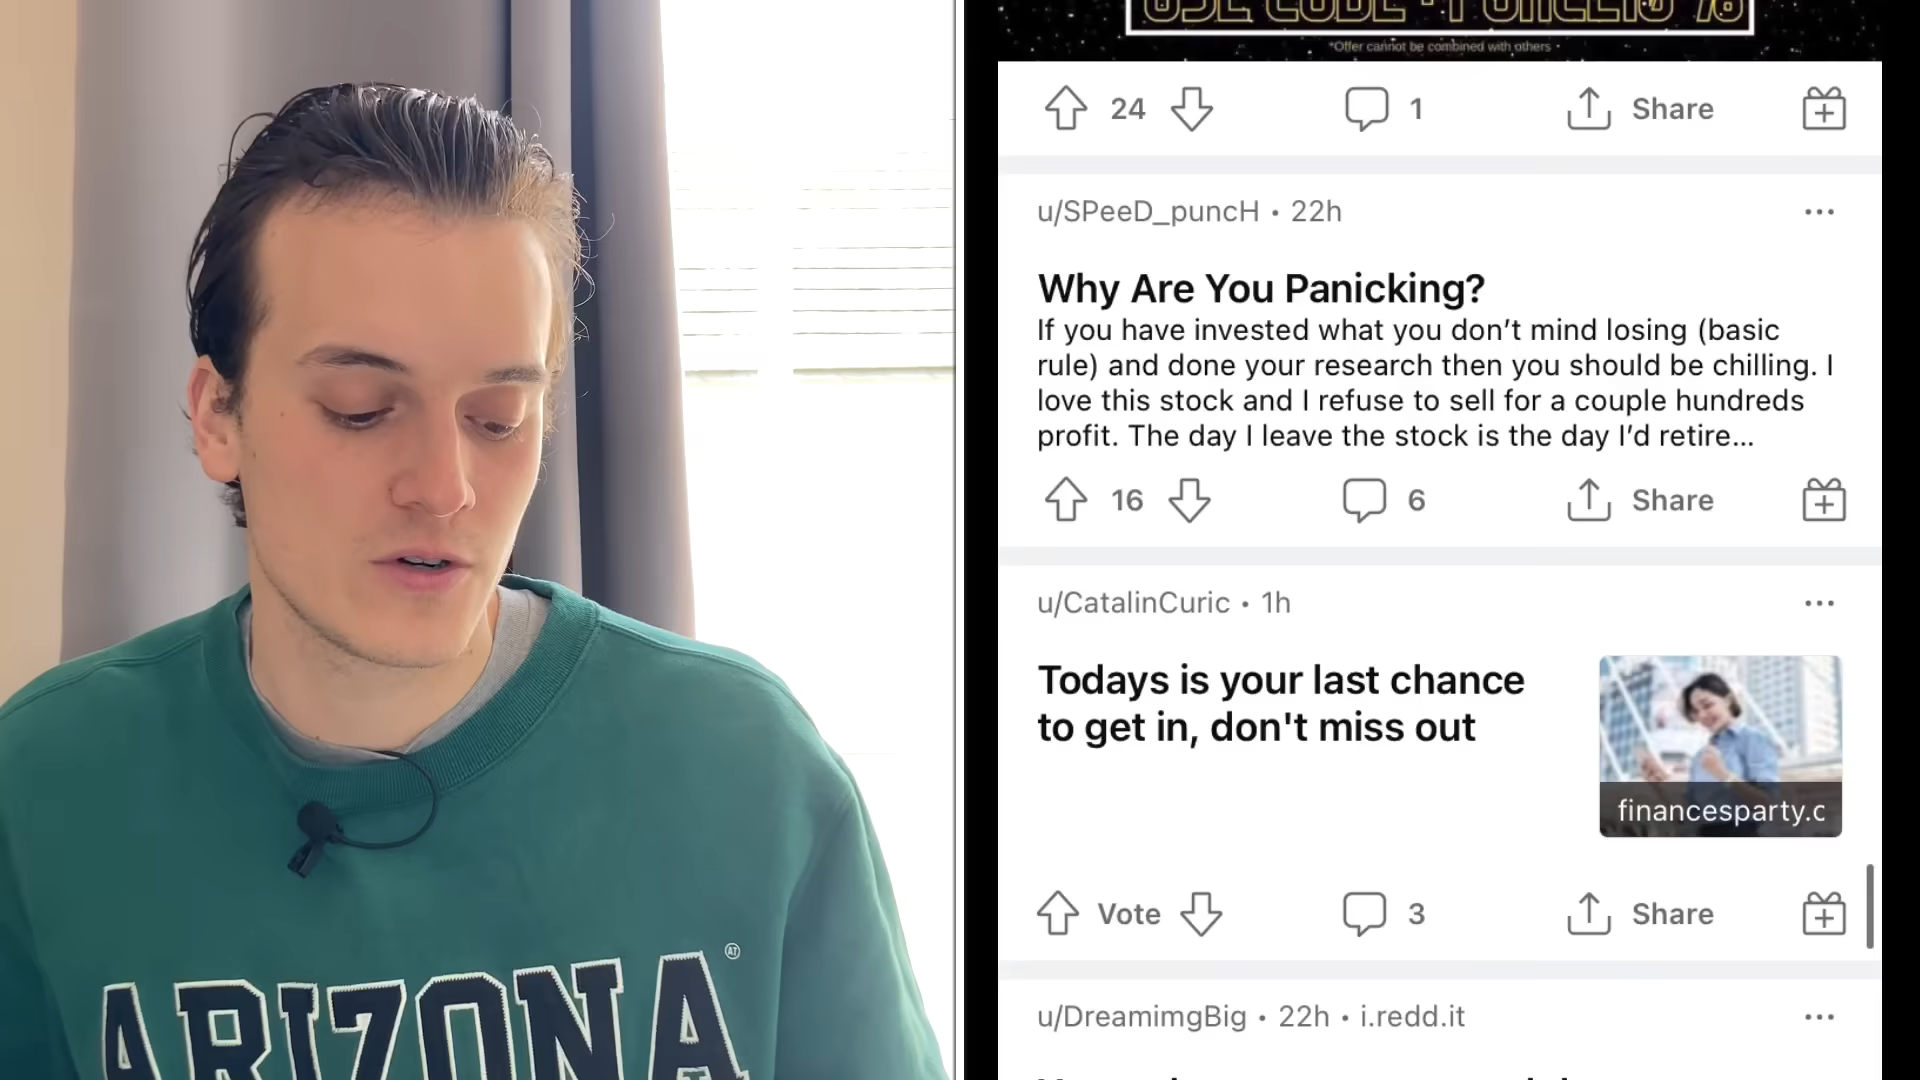 USE CODE
*Offer cannot be combined with others
24
1
Share
u/SPeeD_puncH • 22h
Why Are You Panicking?
If you have invested what you don’t mind losing (basic
rule) and done your research then you should be chilling. I
love this stock and I refuse to sell for a couple hundreds
profit. The day I leave the stock is the day I’d retire...
16
6
Share
u/CatalinCuric • 1h
Todays is your last chance
to get in, don't miss out
financesparty.c
Vote
3
Share
u/DreamimgBig • 22h • i.redd.it
ARIZONA
AT